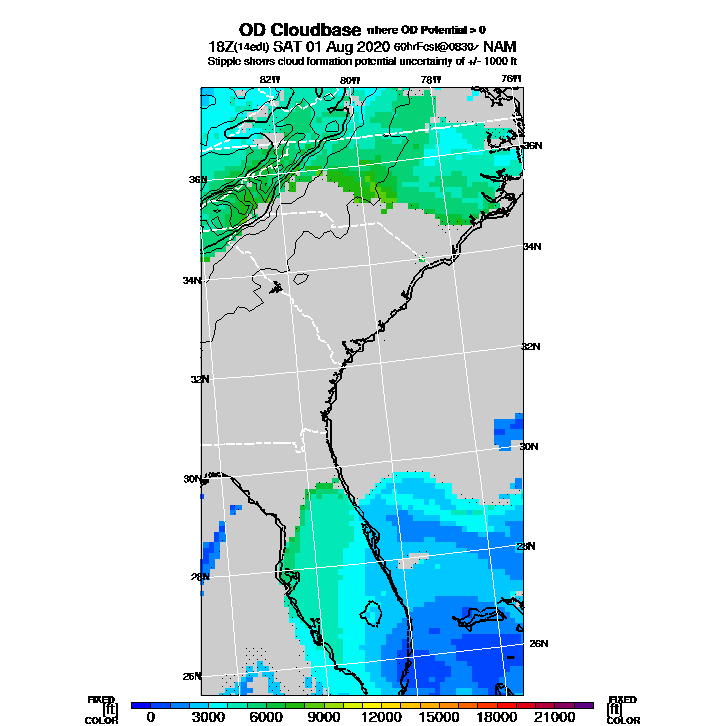 OD Cloudbase where OD Potential > 0
18Z(14edt) SAT 01 Aug 2020 60hrFcst@0830z NAM
Stipple shows cloud formation potential uncertainty of +/- 1000 ft
82W 80W 78W 76W
36N
36N
34N
34N
32N
32N
30N
30N
28N
28N
26N
26N
FIXED FIXED
[ft] [ft]
COLOR 0 3000 6000 9000 12000 15000 18000 21000 COLOR